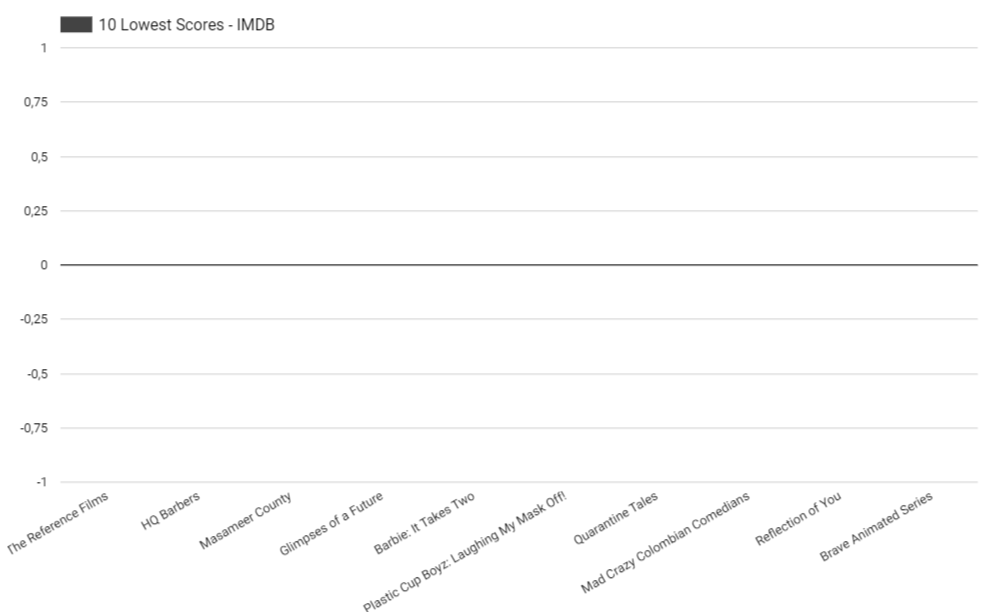 10 Lowest Scores - IMDB
1
0,75
0,5
0,25
0
-0,25
-0,5
-0,75
-1
The Reference Films
HQ Barbers
Masameer County
Glimpses of a Future
Barbie: It Takes Two
Plastic Cup Boyz: Laughing My Mask Off!
Quarantine Tales
Mad Crazy Colombian Comedians
Reflection of You
Brave Animated Series